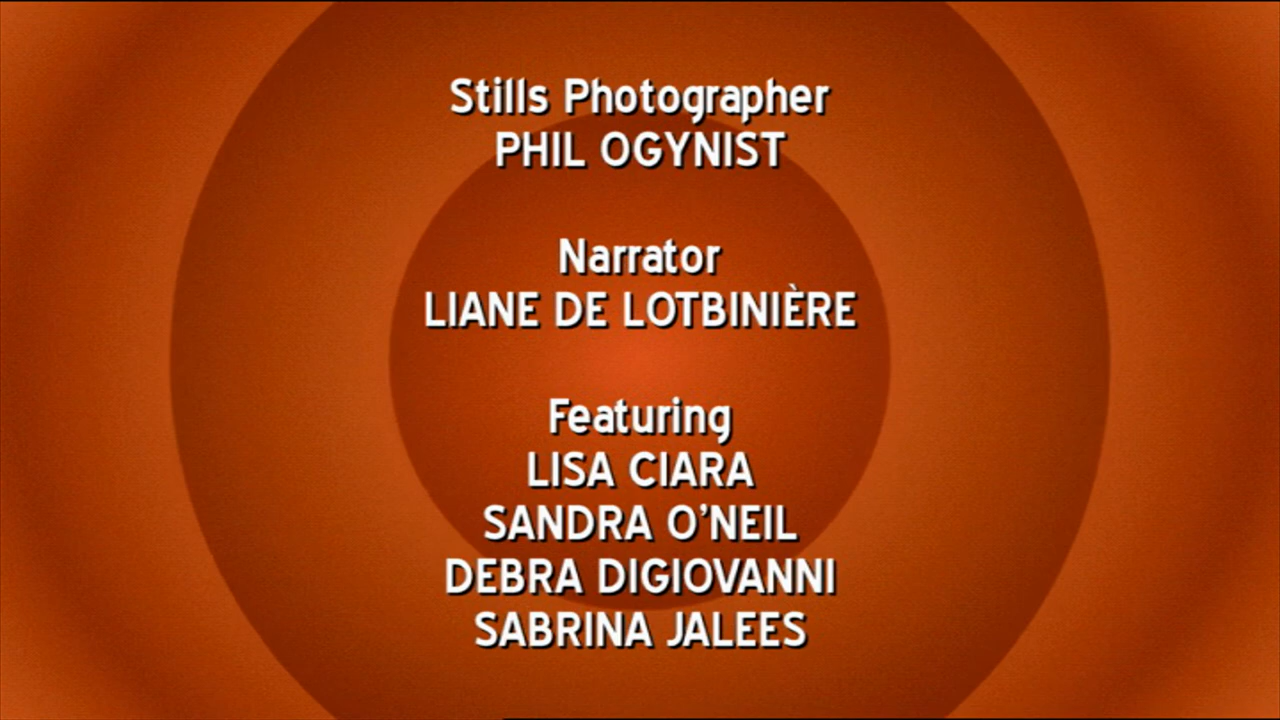 Stills Photographer
PHIL OGYNIST
Narrator
LIANE DE LOTBINIÈRE
Featuring
LISA CIARA
SANDRA O'NEIL
DEBRA DIGIOVANNI
SABRINA JALEES